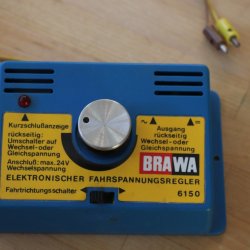 Kurzschlußanzeige
rückseitig:
Umschalter auf
Wechsel- oder
Gleichspannung
Anschluß: max. 24V
Wechselspannung
Ausgang
rückseitig
Wechsel- oder
Gleichspannung
BRAWA
ELEKTRONISCHER FAHRSPANNUNGSREGLER
Fahrtrichtungsschalter
6150